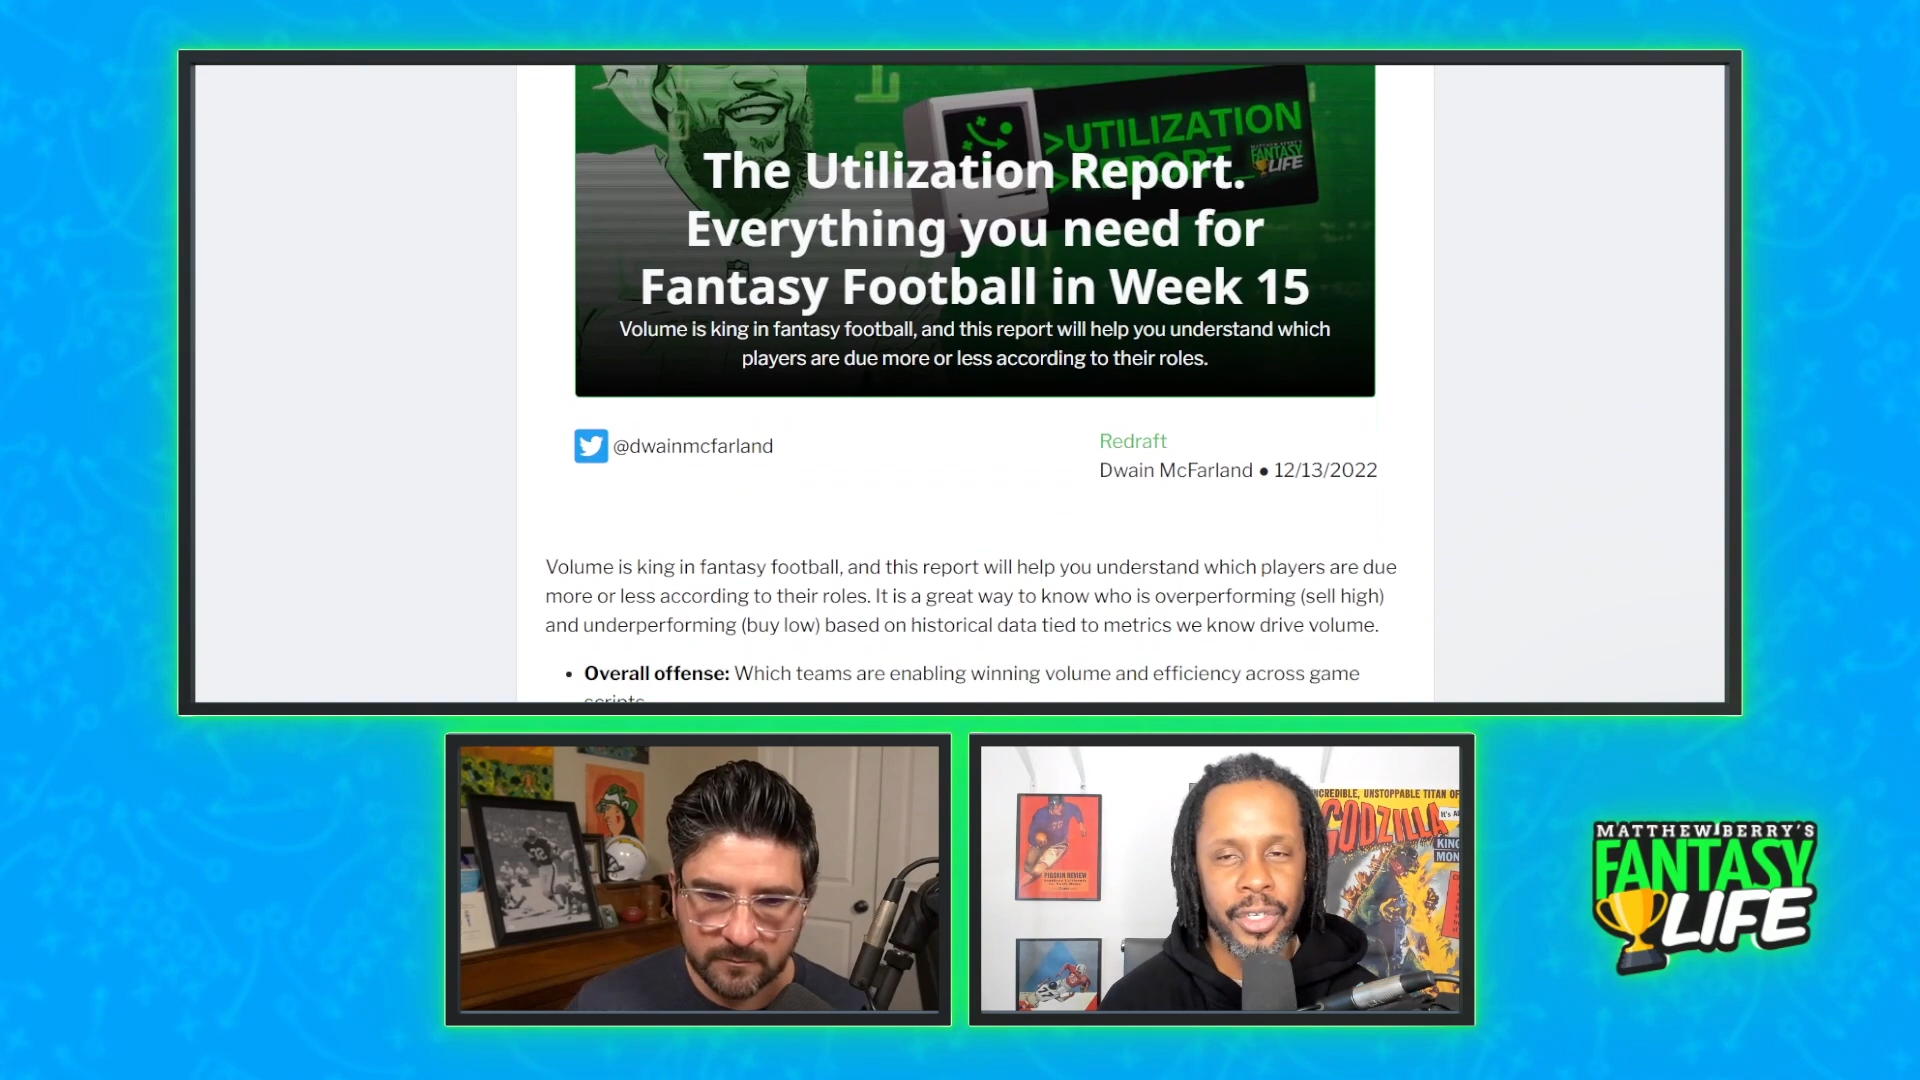 >UTILIZATION
MATTHEW BERRY'S
FANTASY
LIFE
The Utilization Report.
Everything you need for
Fantasy Football in Week 15
Volume is king in fantasy football, and this report will help you understand which
players are due more or less according to their roles.
@dwainmcfarland
Redraft
Dwain McFarland ● 12/13/2022
Volume is king in fantasy football, and this report will help you understand which players are due
more or less according to their roles. It is a great way to know who is overperforming (sell high)
and underperforming (buy low) based on historical data tied to metrics we know drive volume.
• Overall offense: Which teams are enabling winning volume and efficiency across game
scripts
32
PIGSKIN REVIEW
INCREDIBLE, UNSTOPPABLE TITAN OF
GODZILLA
It's A
KING
MON
MATTHEW BERRY'S
FANTASY
LIFE